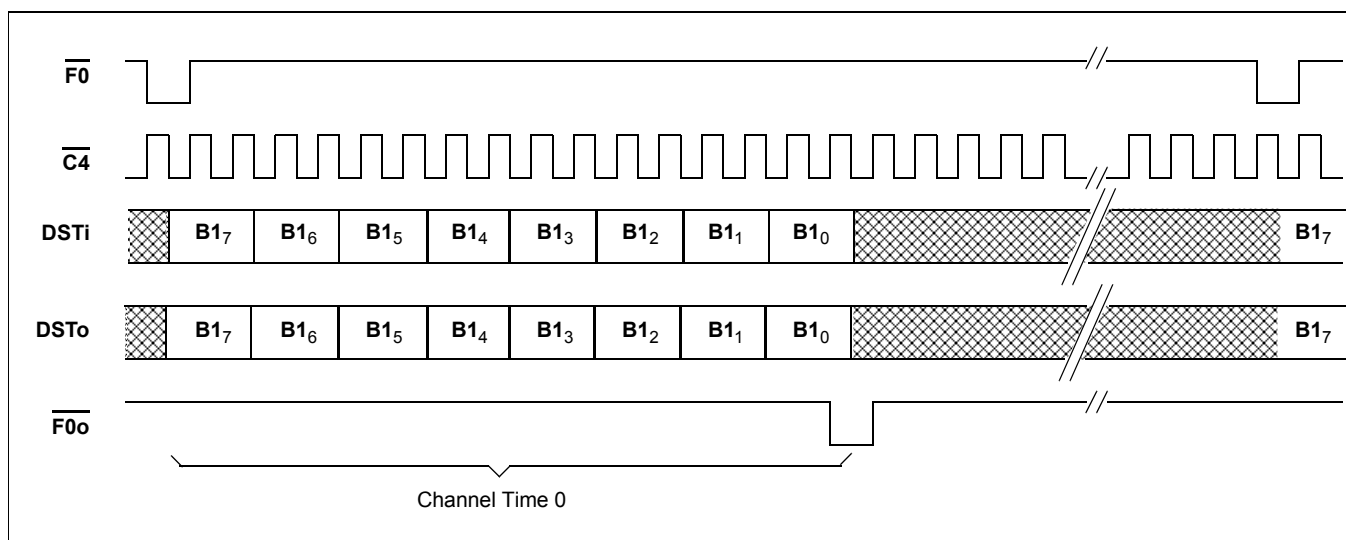 F0
C4
DSTi B17 B16 B15 B14 B13 B12 B11 B10 B17
DSTo B17 B16 B15 B14 B13 B12 B11 B10 B17
F0o
Channel Time 0